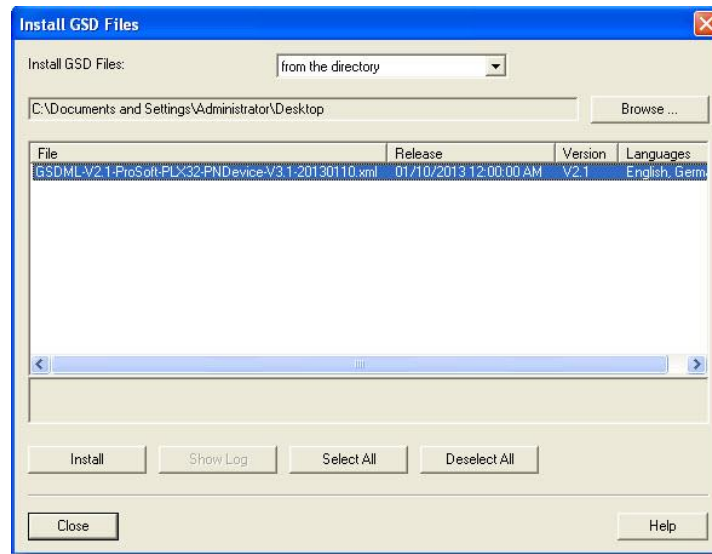 Install GSD Files
Install GSD Files: from the directory
C:\Documents and Settings\Administrator\Desktop Browse ...
File Release Version Languages
GSDML-V2.1-ProSoft-PLX32-PNDevice-V3.1-20130110.xml 01/10/2013 12:00:00 AM V2.1 English, Germ
Install Show Log Select All Deselect All
Close Help